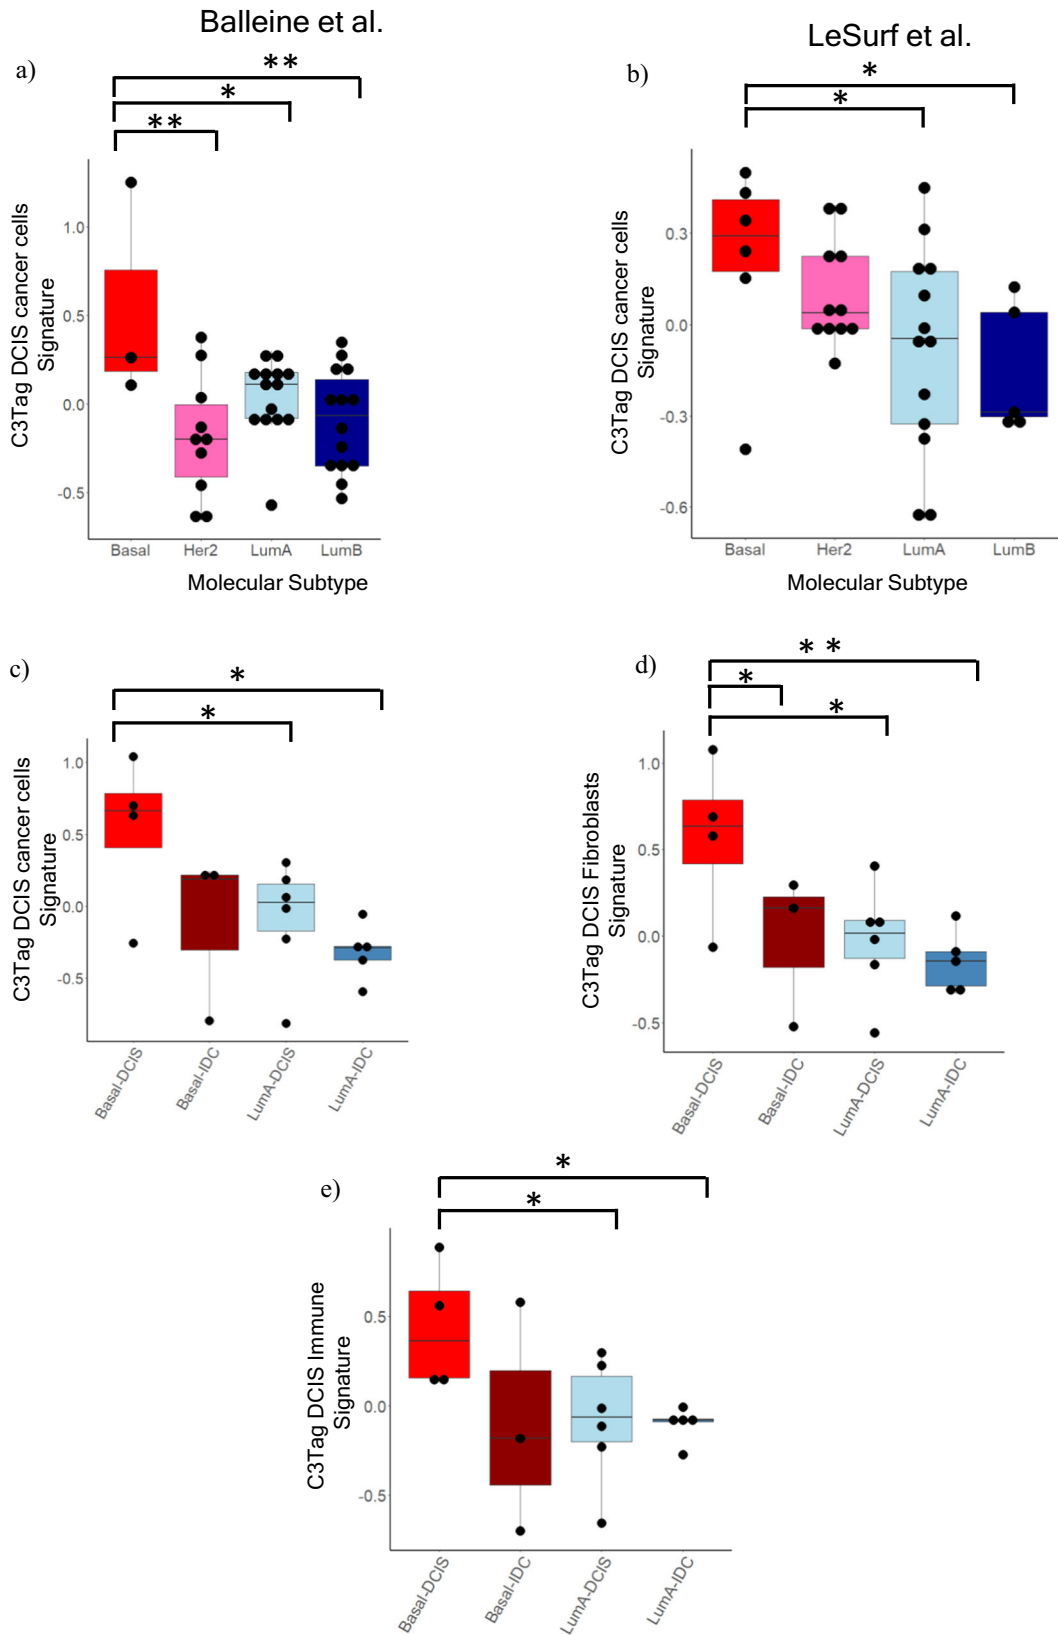 Balleine et al.
LeSurf et al.
a)
**
*
**
C3Tag DCIS cancer cells
Signature
1.0
0.5
0.0
-0.5
Basal
Her2
LumA
LumB
Molecular Subtype
b)
*
*
C3Tag DCIS cancer cells
Signature
0.3
0.0
-0.3
-0.6
Basal
Her2
LumA
LumB
Molecular Subtype
c)
*
*
C3Tag DCIS cancer cells
Signature
1.0
0.5
0.0
-0.5
Basal-DCIS
Basal-IDC
LumA-DCIS
LumA-IDC
d)
* *
*
*
C3Tag DCIS Fibroblasts
Signature
1.0
0.5
0.0
-0.5
Basal-DCIS
Basal-IDC
LumA-DCIS
LumA-IDC
e)
*
*
C3Tag DCIS Immune
Signature
0.5
0.0
-0.5
Basal-DCIS
Basal-IDC
LumA-DCIS
LumA-IDC